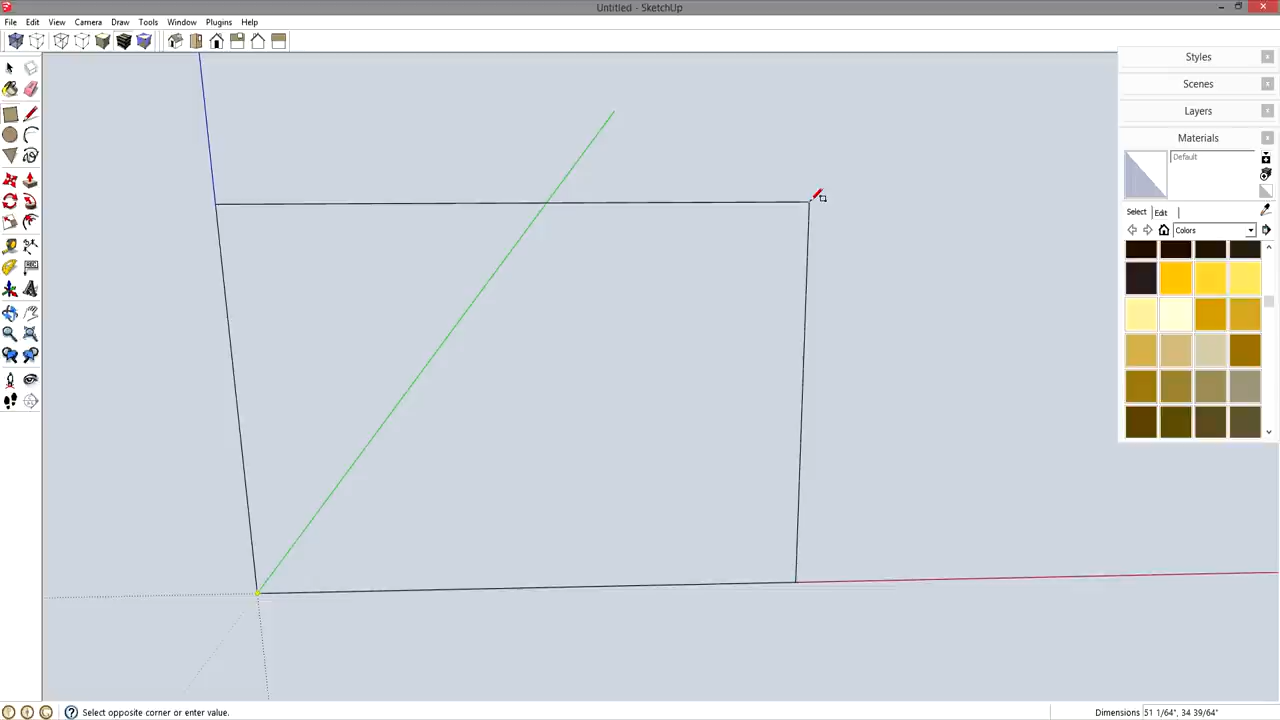 Untitled - SketchUp
File Edit View Camera Draw Tools Window Plugins Help
Styles
Scenes
Layers
Materials
Default
Select Edit
Colors
Select opposite corner or enter value.
Dimensions 51 1/64", 34 39/64"